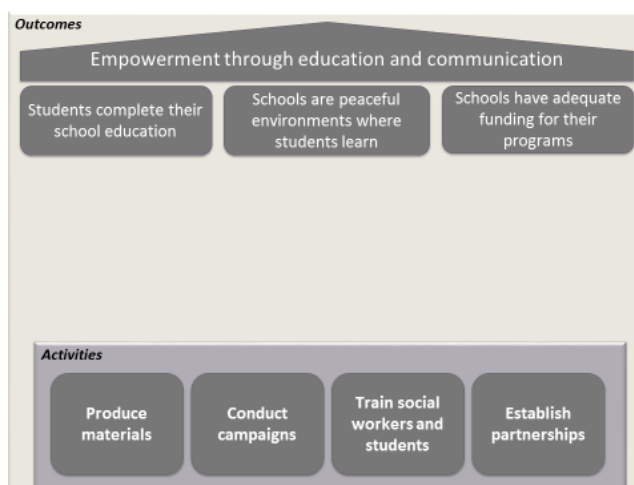 Outcomes
Empowerment through education and communication
Students complete their
school education
Schools are peaceful
environments where
students learn
Schools have adequate
funding for their
programs
Activities
Produce
materials
Conduct
campaigns
Train social
workers and
students
Establish
partnerships